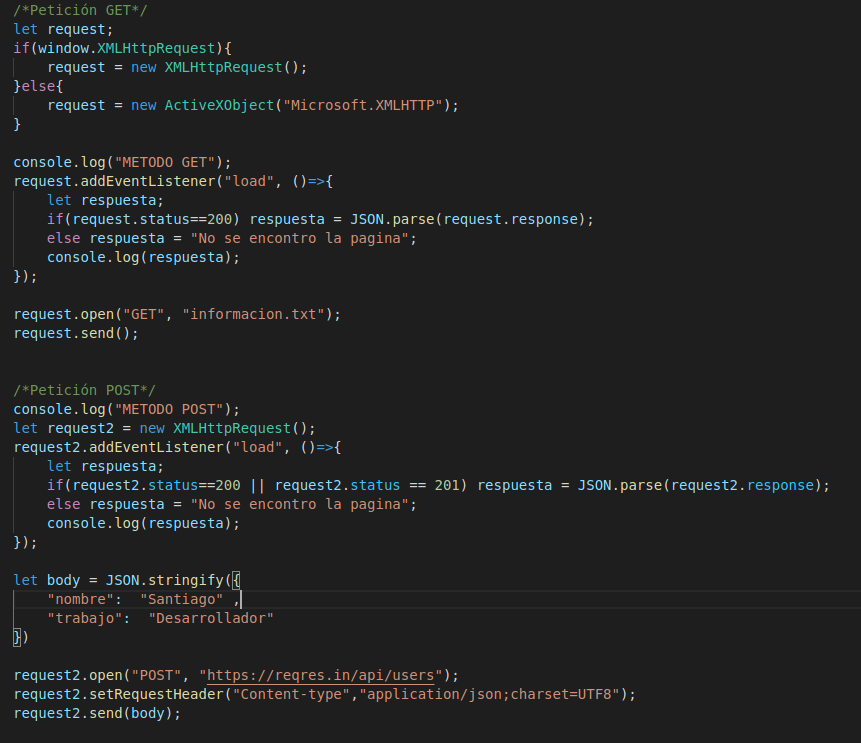 /*Petición GET*/
let request;
if(window.XMLHttpRequest){
    request = new XMLHttpRequest();
}else{
    request = new ActiveXObject("Microsoft.XMLHTTP");
}
console.log("METODO GET");
request.addEventListener("load", ()=>{
    let respuesta;
    if(request.status==200) respuesta = JSON.parse(request.response);
    else respuesta = "No se encontro la pagina";
    console.log(respuesta);
});
request.open("GET", "informacion.txt");
request.send();
/*Petición POST*/
console.log("METODO POST");
let request2 = new XMLHttpRequest();
request2.addEventListener("load", ()=>{
    let respuesta;
    if(request2.status==200 || request2.status == 201) respuesta = JSON.parse(request2.response);
    else respuesta = "No se encontro la pagina";
    console.log(respuesta);
});
let body = JSON.stringify({
    "nombre":  "Santiago" ,
    "trabajo":  "Desarrollador"
})
request2.open("POST", "https://reqres.in/api/users");
request2.setRequestHeader("Content-type","application/json;charset=UTF8");
request2.send(body);